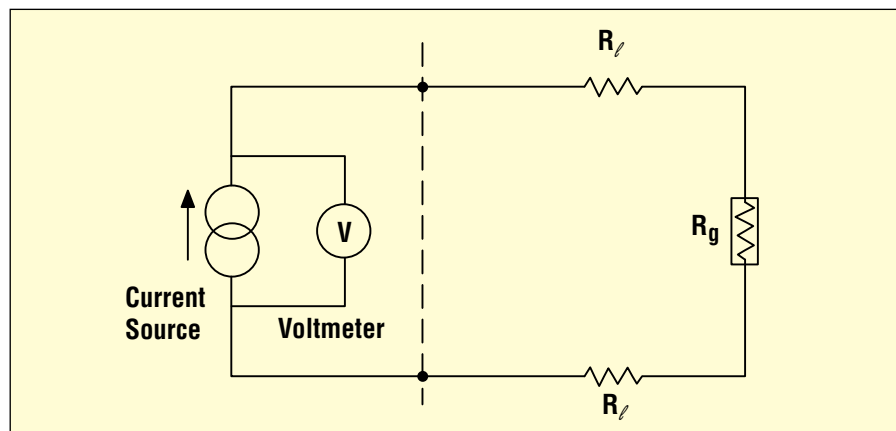 Rℓ
V
Rg
Current
Source
Voltmeter
Rℓ